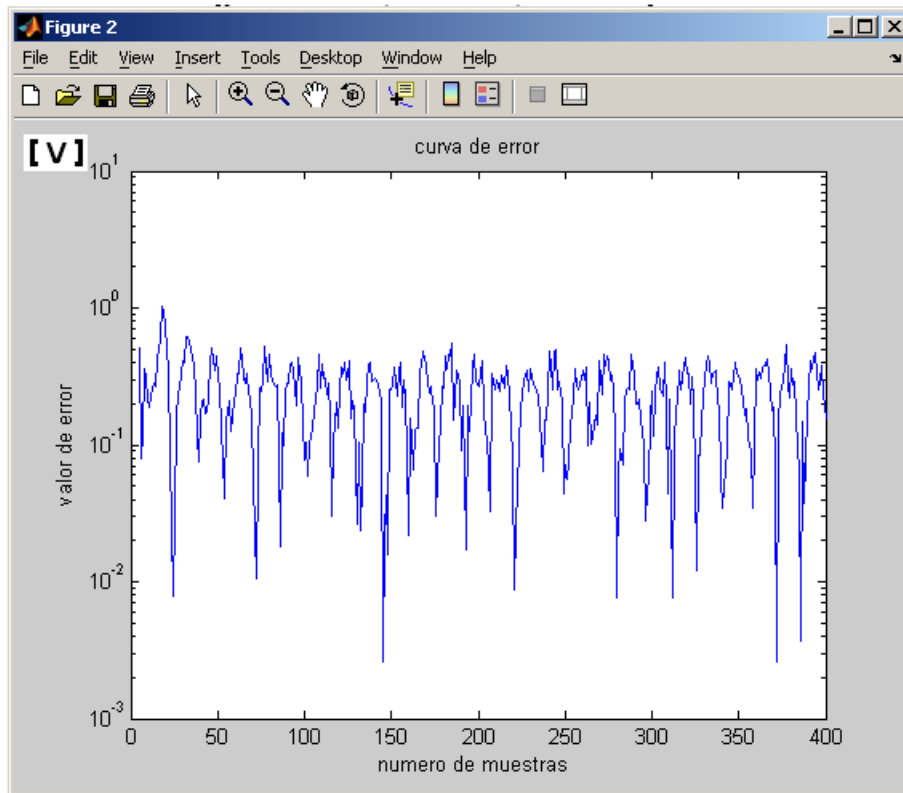 Figure 2
File Edit View Insert Tools Desktop Window Help
[ V ]
curva de error
10^1
10^0
10^-1
10^-2
10^-3
valor de error
0 50 100 150 200 250 300 350 400
numero de muestras